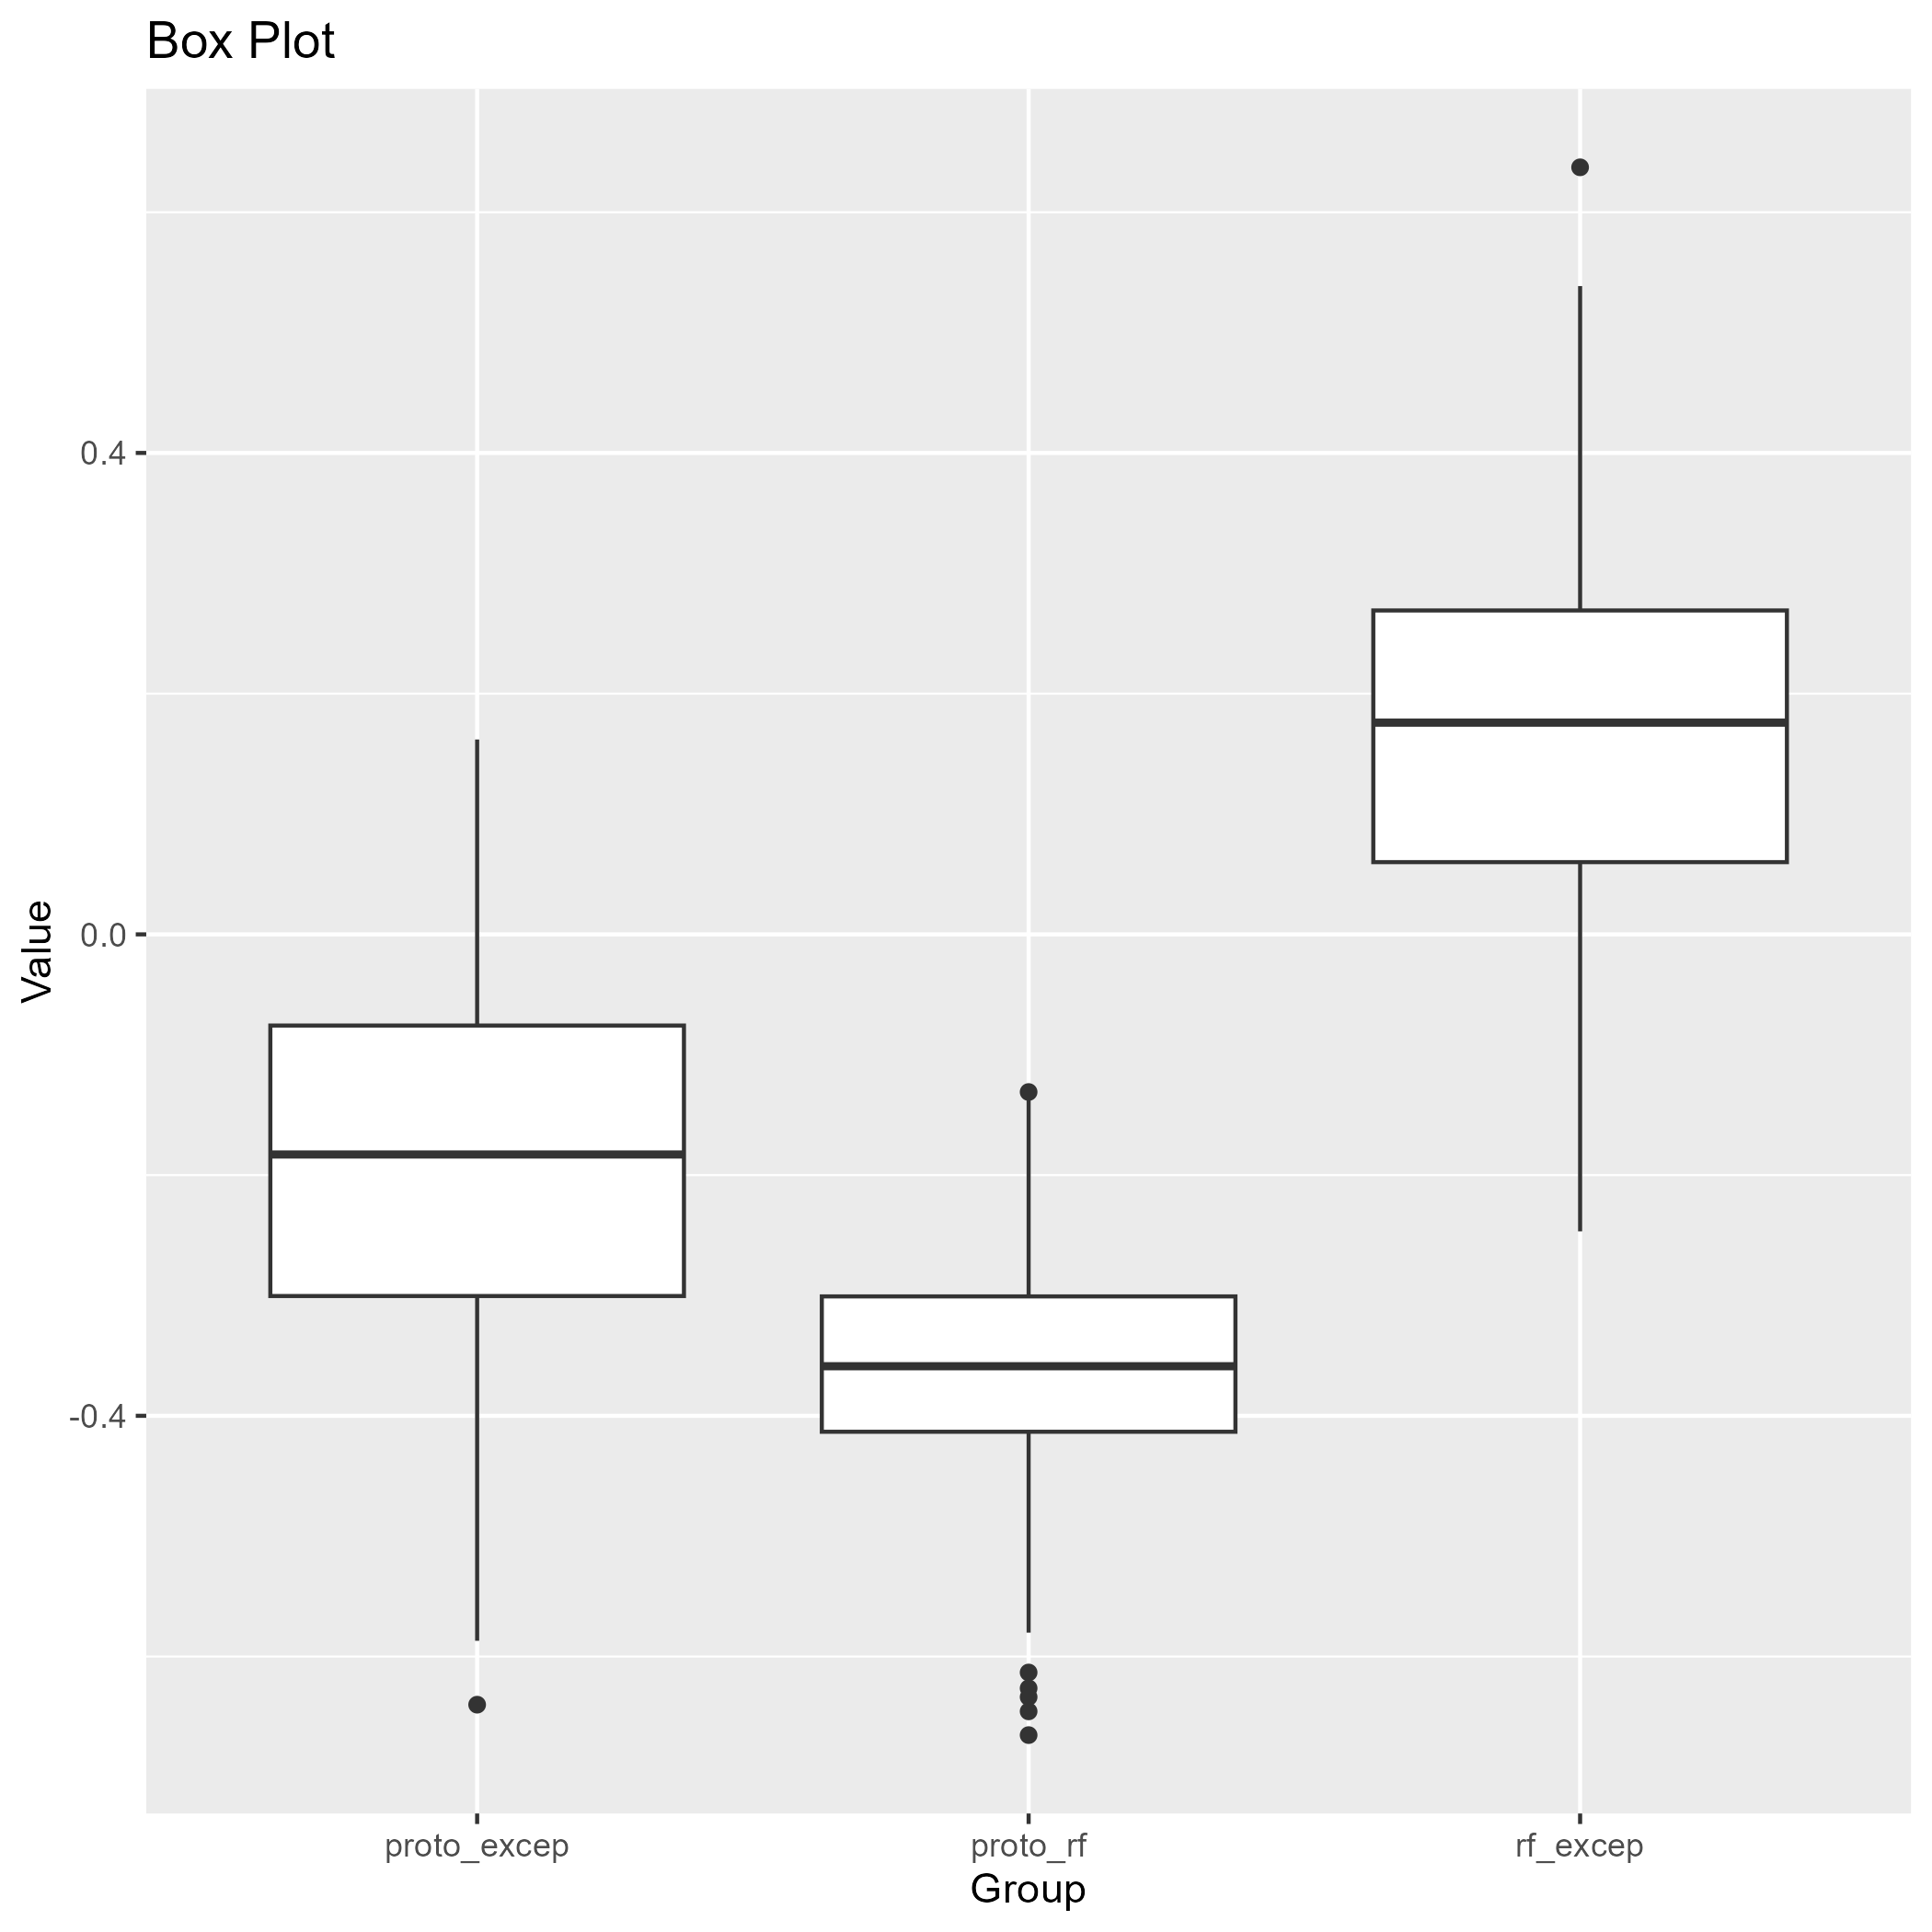 Box Plot
0.4
0.0
-0.4
Value
proto_excep
proto_rf
rf_excep
Group